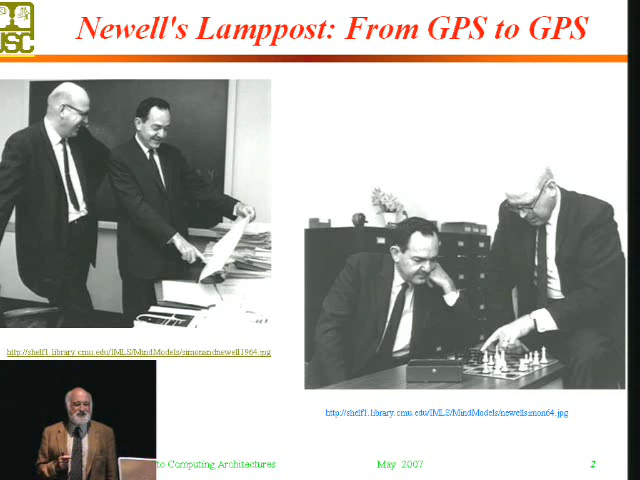 USC
Newell's Lamppost: From GPS to GPS
http://shelf1.library.cmu.edu/IMLS/MindModels/simonandnewell1964.jpg
http://shelf1.library.cmu.edu/IMLS/MindModels/newellsimon64.jpg
to Computing Architectures
May 2007
2